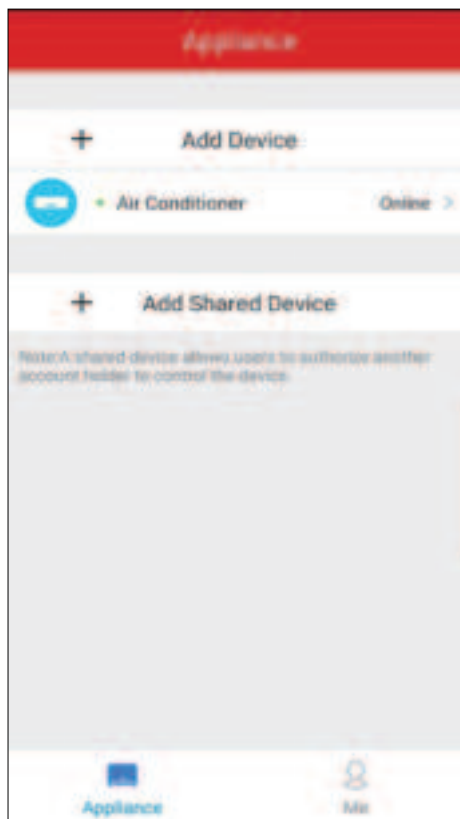 Appliance
+ Add Device
Air Conditioner Online >
+ Add Shared Device
Note:A shared device allows users to authorize another
account holder to control the device.
Appliance Me